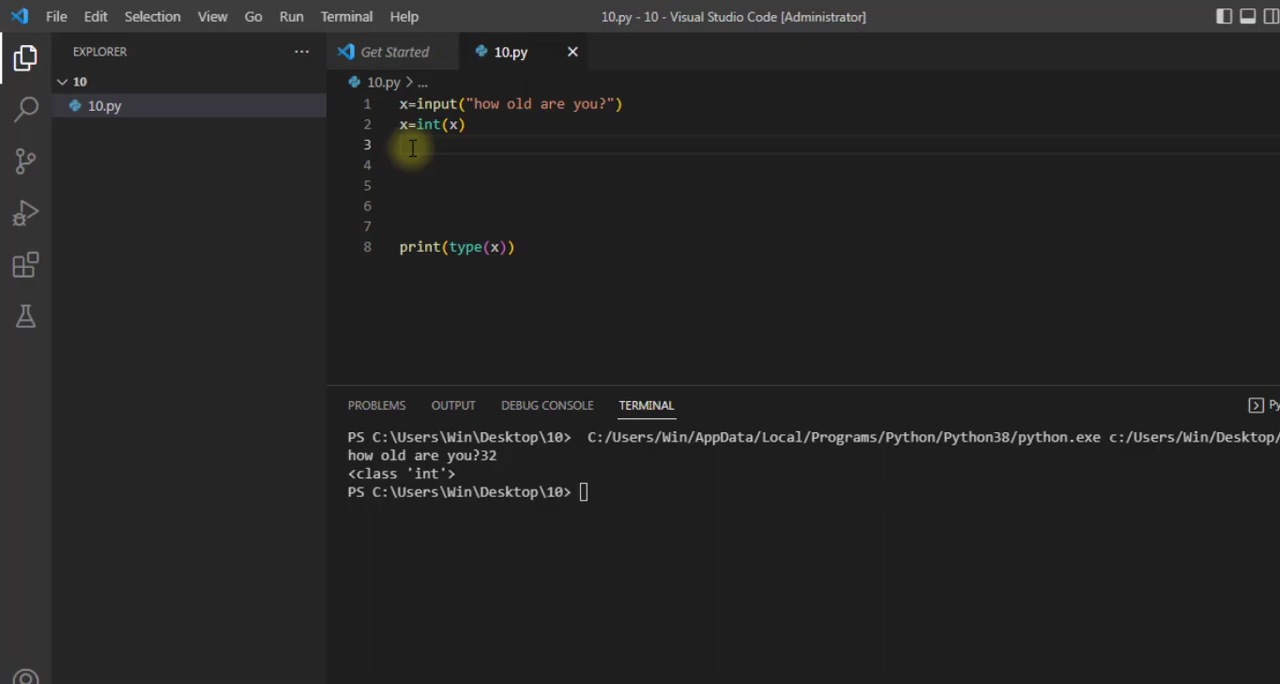 File Edit Selection View Go Run Terminal Help
10.py - 10 - Visual Studio Code [Administrator]
EXPLORER
Get Started
10.py
10
10.py
10.py > ...
1 x=input("how old are you?")
2 x=int(x)
3
4
5
6
7
8 print(type(x))
PROBLEMS OUTPUT DEBUG CONSOLE TERMINAL
Py
PS C:\Users\Win\Desktop\10> C:/Users/Win/AppData/Local/Programs/Python/Python38/python.exe c:/Users/Win/Desktop/
how old are you?32
<class 'int'>
PS C:\Users\Win\Desktop\10>